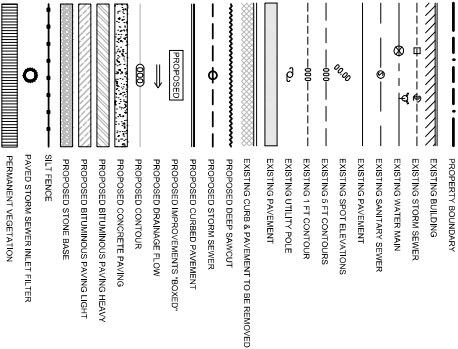 PROPERTY BOUNDARY
EXISTING BUILDING
EXISTING STORM SEWER
EXISTING WATER MAIN
EXISTING SANITARY SEWER
EXISTING PAVEMENT
00.00 EXISTING SPOT ELEVATIONS
000 EXISTING 5 FT CONTOURS
000 EXISTING 1 FT CONTOUR
EXISTING UTILITY POLE
EXISTING PAVEMENT
EXISTING CURB & PAVEMENT TO BE REMOVED
PROPOSED DEEP SAWCUT
PROPOSED STORM SEWER
PROPOSED CURBED PAVEMENT
PROPOSED PROPOSED IMPROVEMENTS "BOXED"
PROPOSED DRAINAGE FLOW
000 PROPOSED CONTOUR
PROPOSED CONCRETE PAVING
PROPOSED BITUMINOUS PAVING HEAVY
PROPOSED BITUMINOUS PAVING LIGHT
PROPOSED STONE BASE
SILT FENCE
PAVED STORM SEWER INLET FILTER
PERMANENT VEGETATION